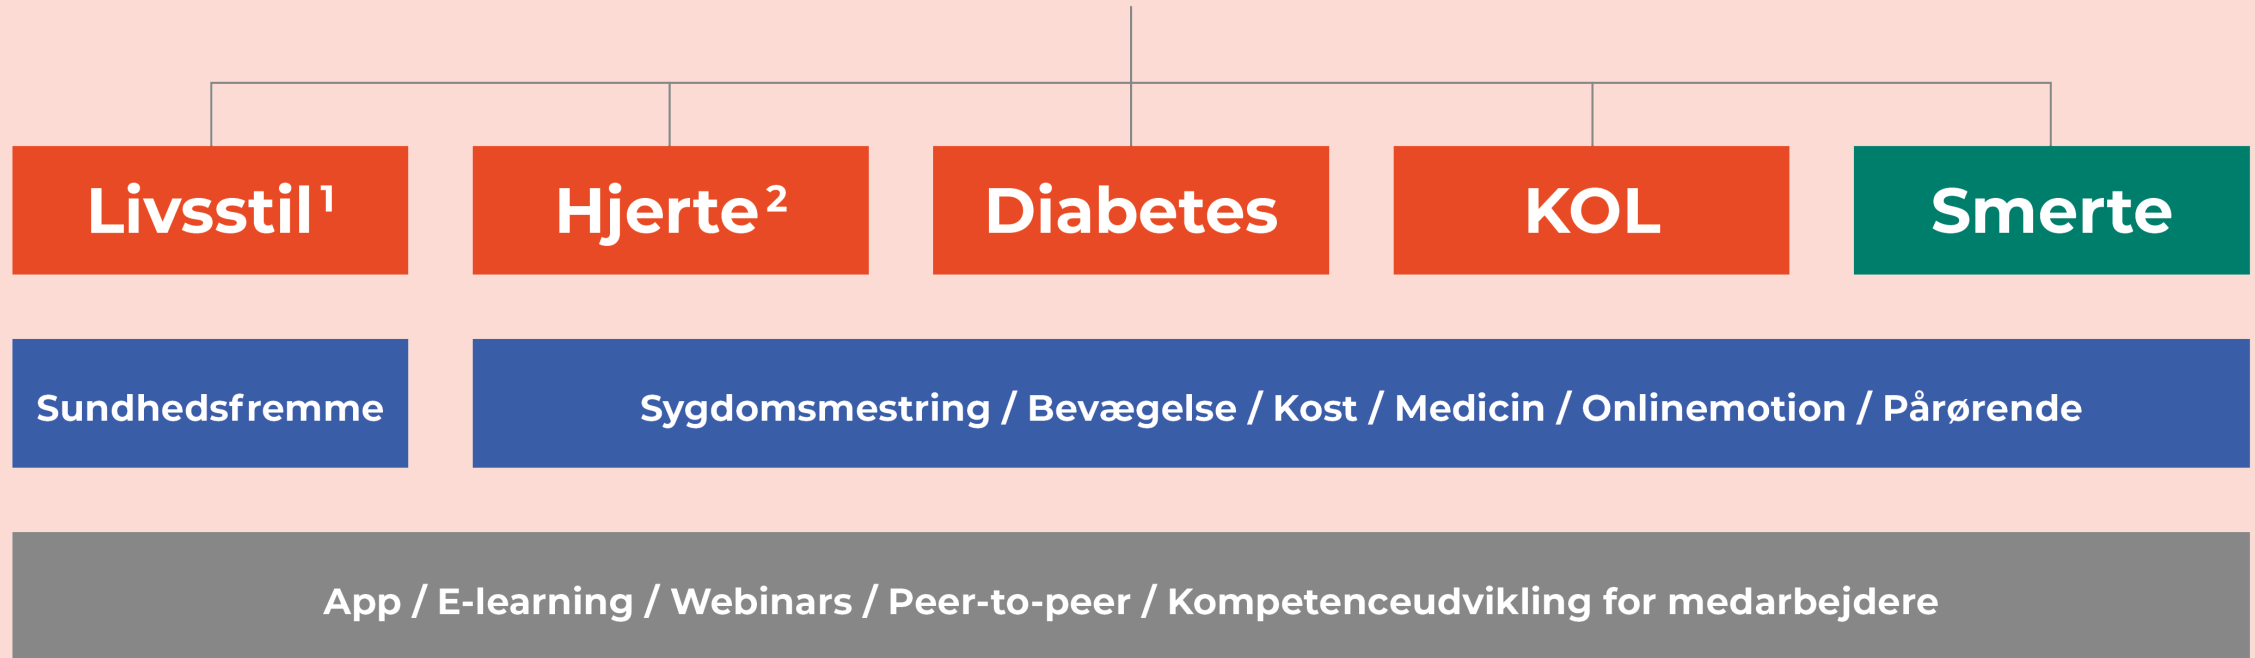 Livsstil¹
Hjerte²
Diabetes
KOL
Smerte
Sundhedsfremme
Sygdomsmestring / Bevægelse / Kost / Medicin / Onlinemotion / Pårørende
App / E-learning / Webinars / Peer-to-peer / Kompetenceudvikling for medarbejdere